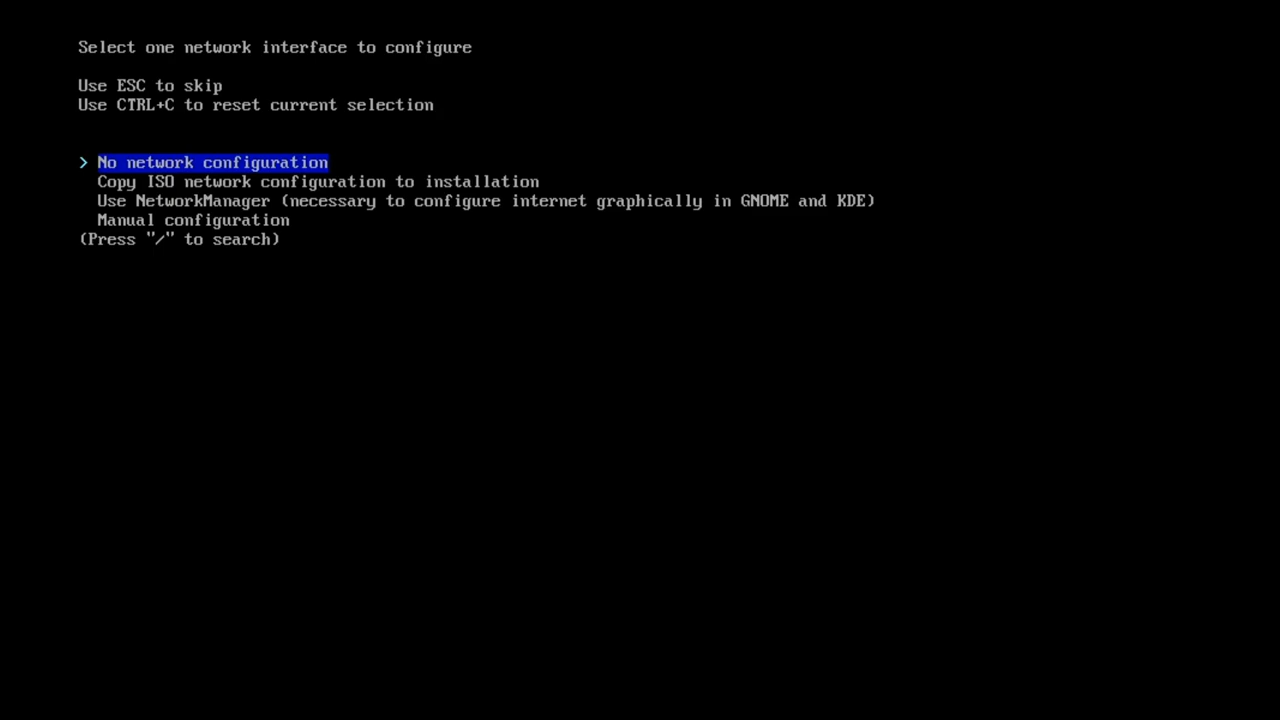 Select one network interface to configure
Use ESC to skip
Use CTRL+C to reset current selection
> No network configuration
Copy ISO network configuration to installation
Use NetworkManager (necessary to configure internet graphically in GNOME and KDE)
Manual configuration
(Press "/" to search)